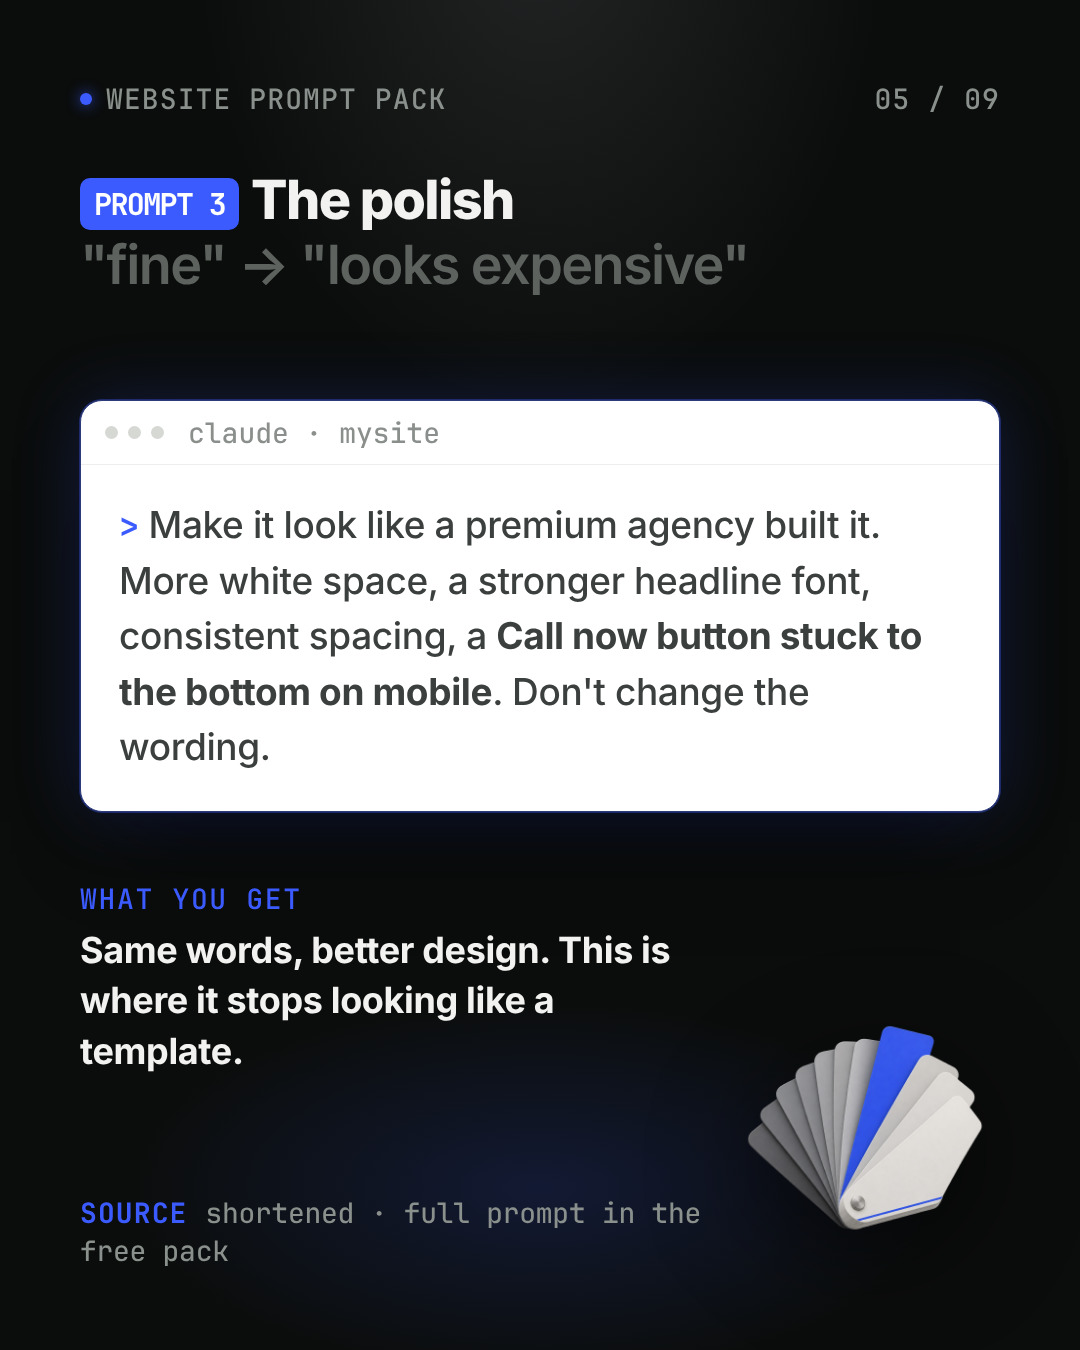 WEBSITE PROMPT PACK
05 / 09
PROMPT 3 The polish
"fine" → "looks expensive"
claude · mysite
> Make it look like a premium agency built it.
More white space, a stronger headline font,
consistent spacing, a Call now button stuck to
the bottom on mobile. Don't change the
wording.
WHAT YOU GET
Same words, better design. This is
where it stops looking like a
template.
SOURCE shortened · full prompt in the
free pack